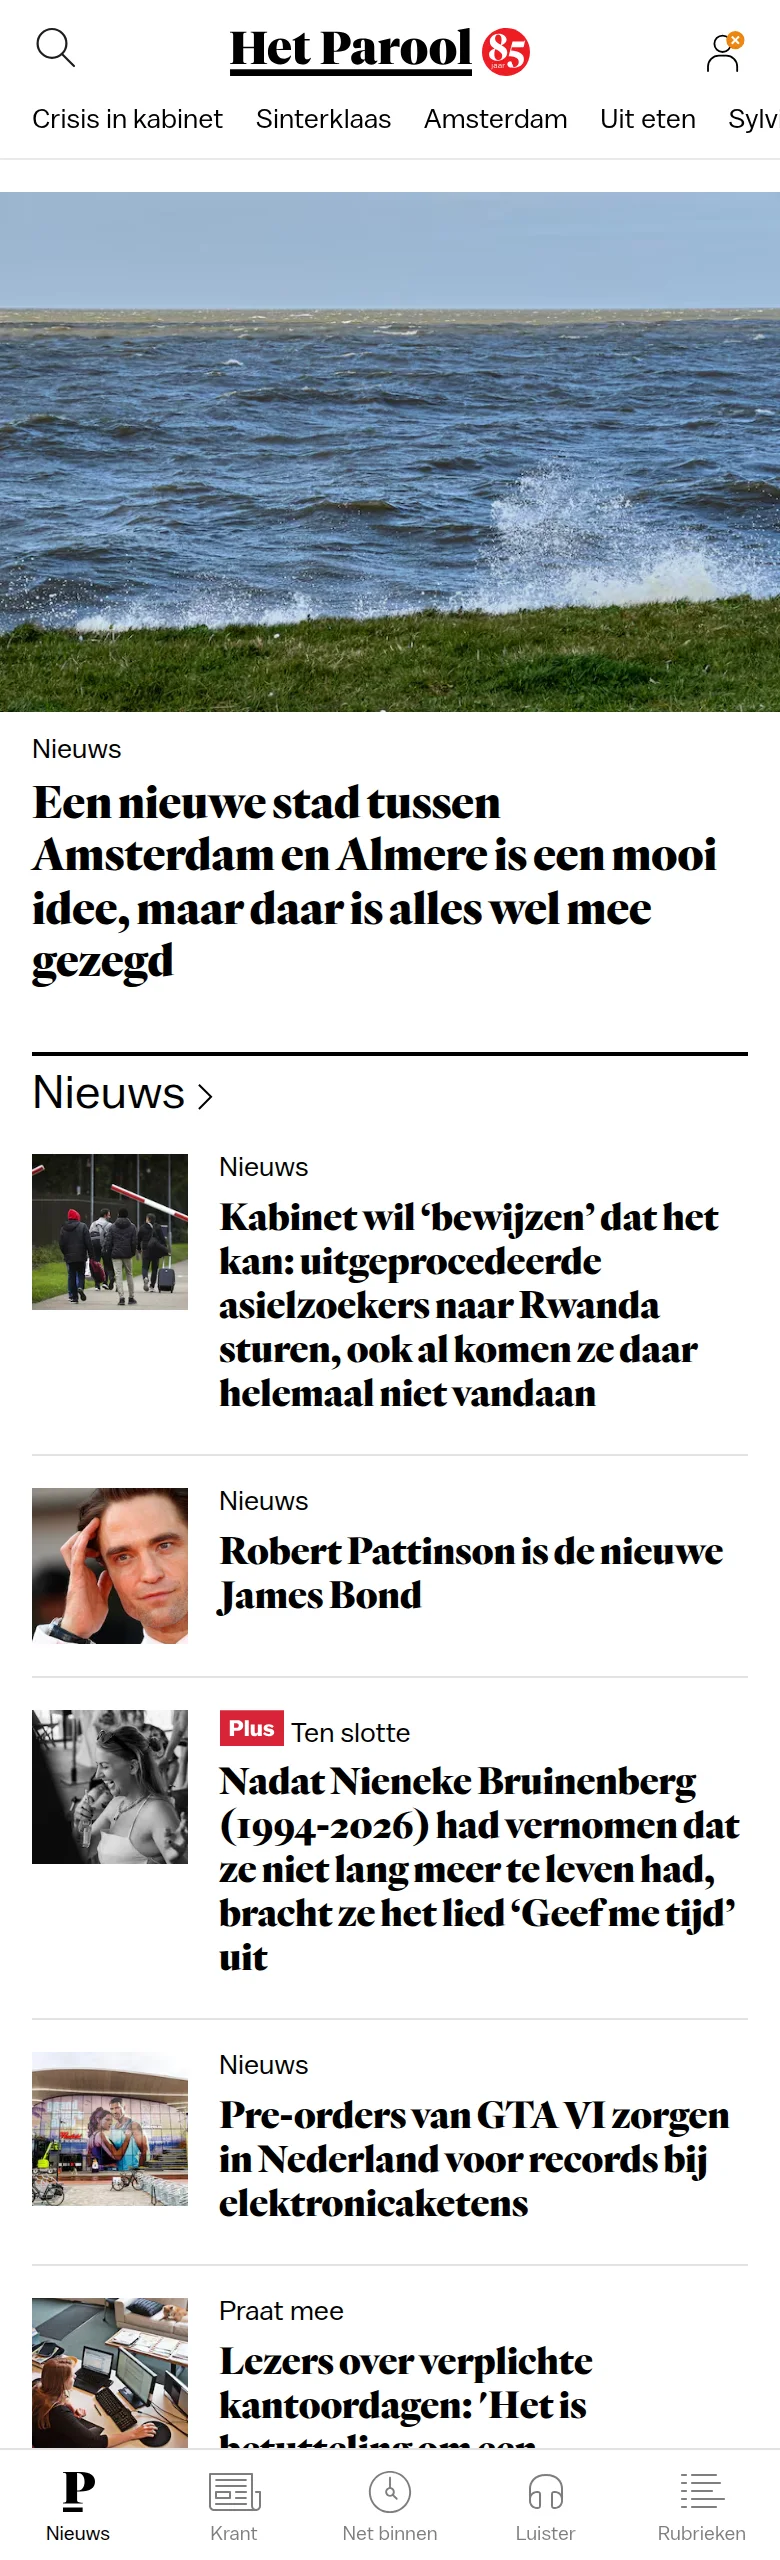 Het Parool 85 jaar
Crisis in kabinet Sinterklaas Amsterdam Uit eten Sylvi
Nieuws
Een nieuwe stad tussen
Amsterdam en Almere is een mooi
idee, maar daar is alles wel mee
gezegd
Nieuws
Nieuws
Kabinet wil ‘bewijzen’ dat het
kan: uitgeprocedeerde
asielzoekers naar Rwanda
sturen, ook al komen ze daar
helemaal niet vandaan
Nieuws
Robert Pattinson is de nieuwe
James Bond
Plus Ten slotte
Nadat Nieneke Bruinenberg
(1994-2026) had vernomen dat
ze niet lang meer te leven had,
bracht ze het lied ‘Geef me tijd’
uit
Nieuws
Pre-orders van GTA VI zorgen
in Nederland voor records bij
elektronicaketens
Praat mee
Lezers over verplichte
kantoordagen: 'Het is
betutteling om een
P
Nieuws Krant Net binnen Luister Rubrieken